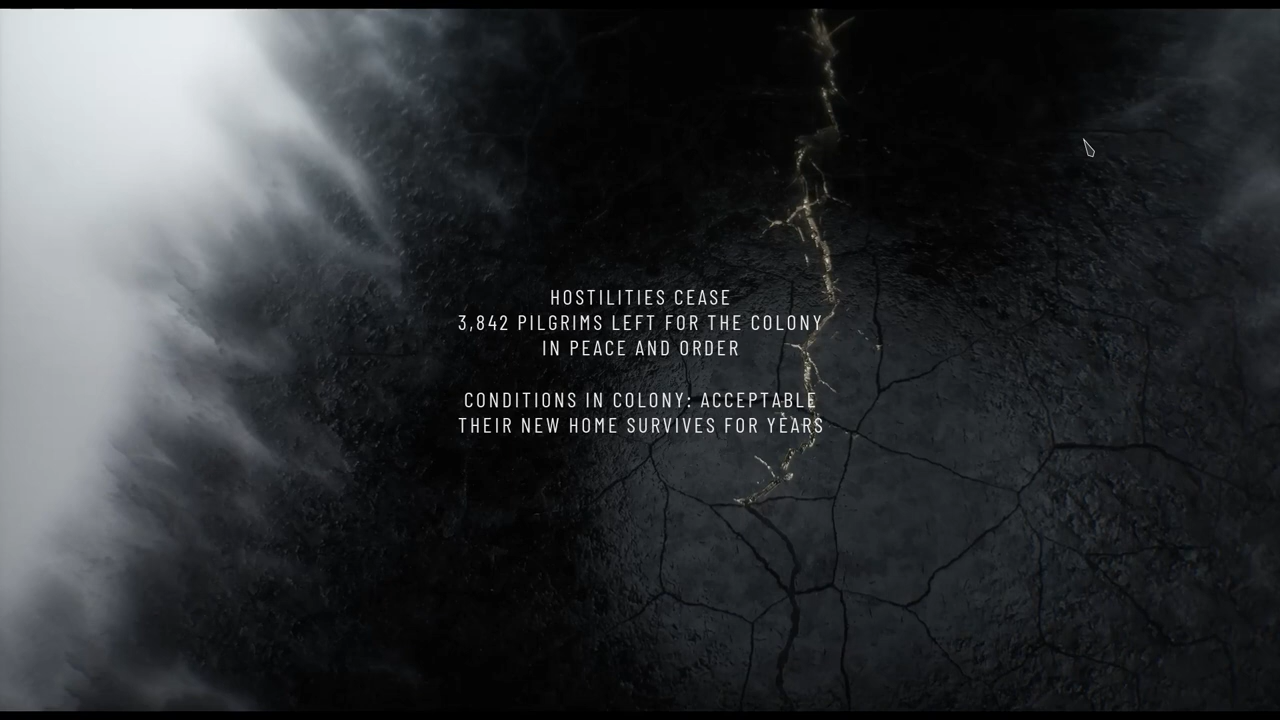 HOSTILITIES CEASE
3,842 PILGRIMS LEFT FOR THE COLONY
IN PEACE AND ORDER
CONDITIONS IN COLONY: ACCEPTABLE
THEIR NEW HOME SURVIVES FOR YEARS